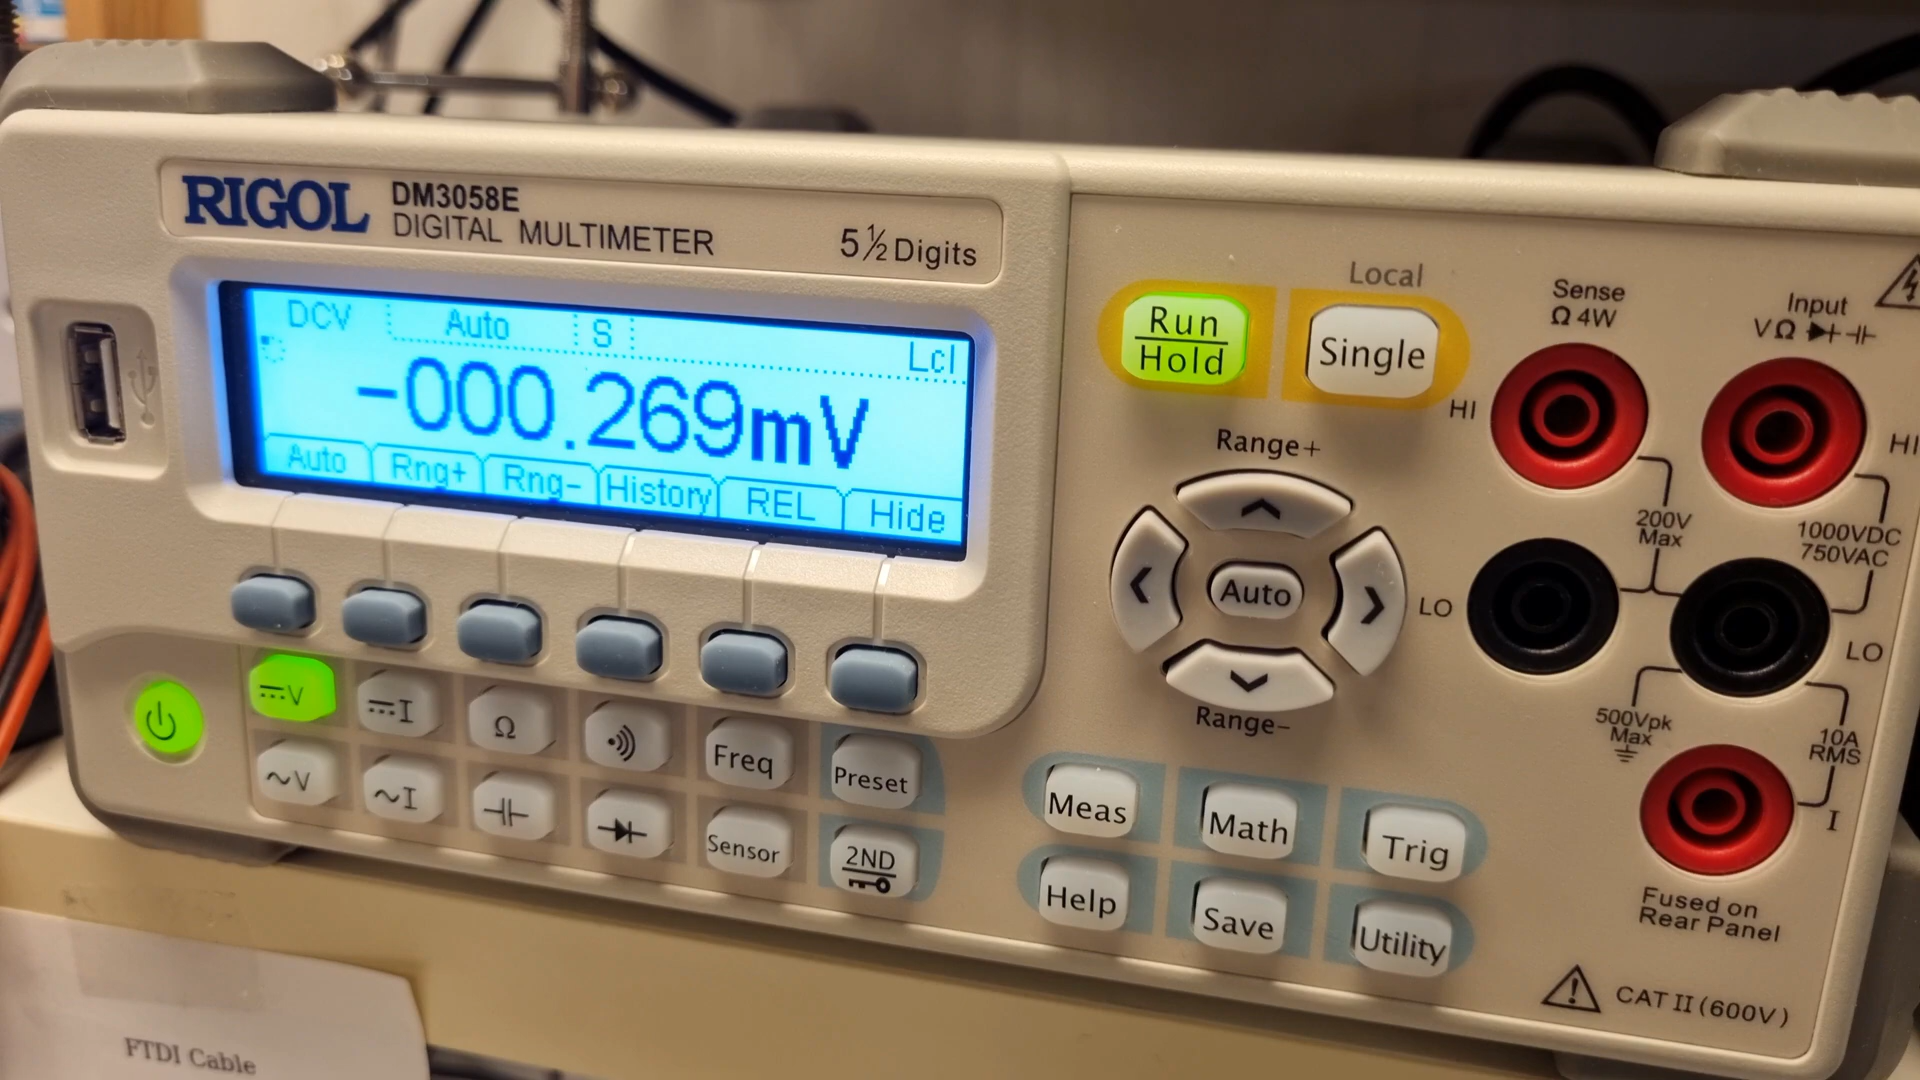 RIGOL
DM3058E
DIGITAL MULTIMETER
5 ½ Digits
DCV Auto S
Lcl
-000.269mV
Auto Rng+ Rng- History REL Hide
⎓V ⎓I Ω Freq Preset
~V ~I Sensor 2ND
Local
Run
Hold
Single
Range+
Auto
Range-
Meas Math Trig
Help Save Utility
Sense
Ω 4W
Input
VΩ
HI
HI
200V
Max
1000VDC
750VAC
LO
LO
500Vpk
Max
10A
RMS
I
Fused on
Rear Panel
CAT II (600V)
FTDI Cable